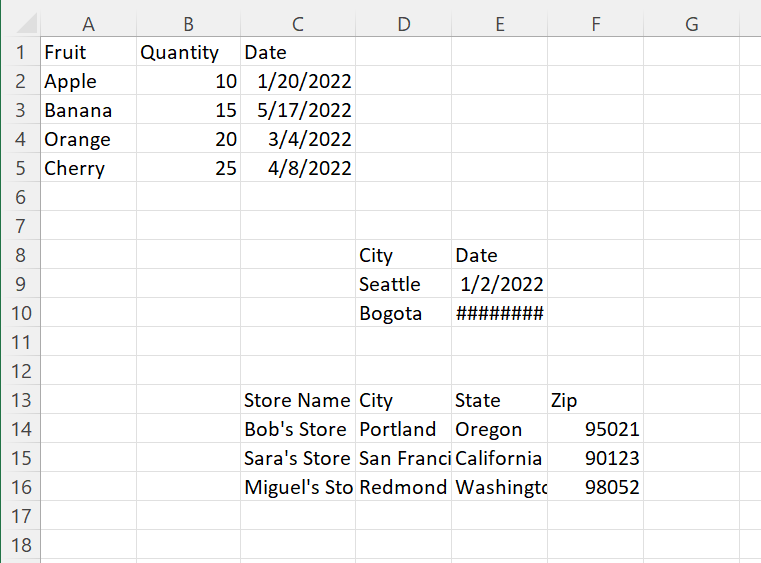 A B C D E F G
1 Fruit Quantity Date
2 Apple 10 1/20/2022
3 Banana 15 5/17/2022
4 Orange 20 3/4/2022
5 Cherry 25 4/8/2022
6
7
8 City Date
9 Seattle 1/2/2022
10 Bogota ########
11
12
13 Store Name City State Zip
14 Bob's Store Portland Oregon 95021
15 Sara's Store San Franci California 90123
16 Miguel's Sto Redmond Washingto 98052
17
18